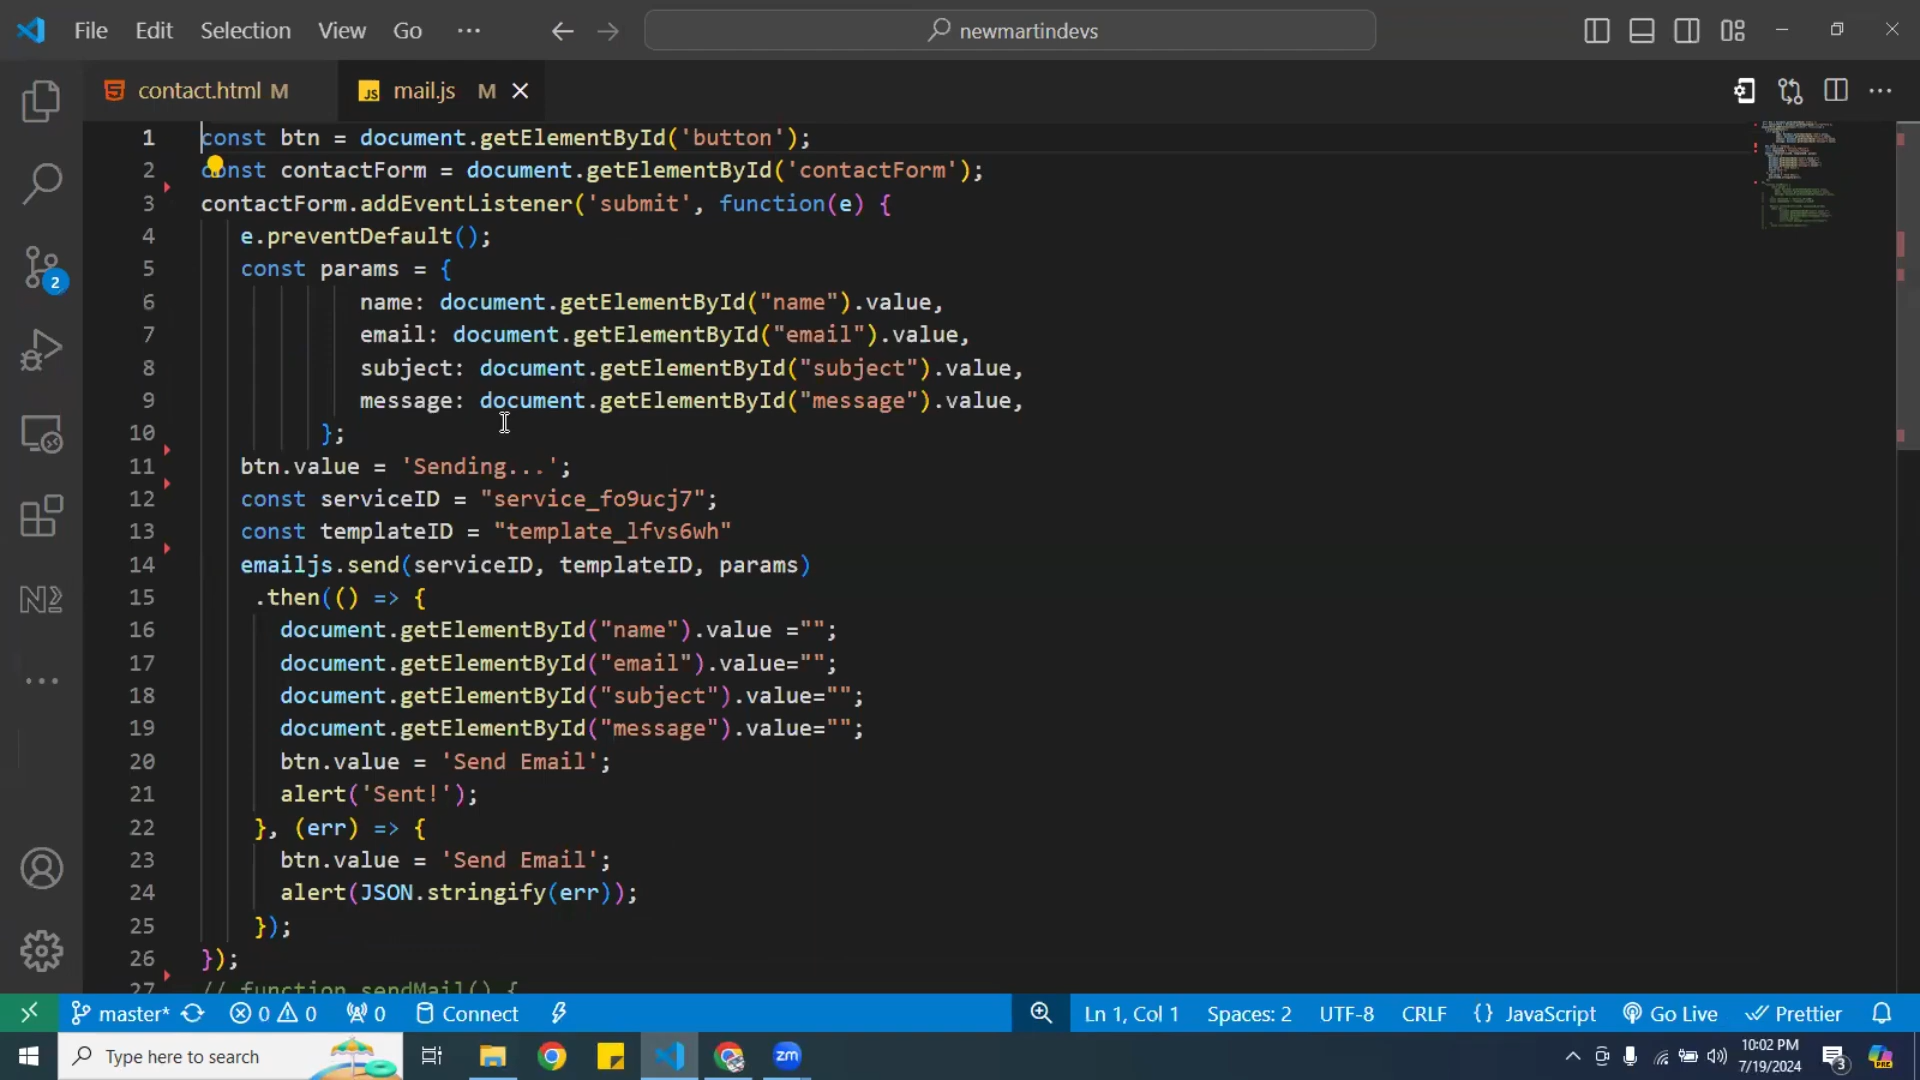 File Edit Selection View Go ··· newmartindevs
contact.html M
JS mail.js M
1 const btn = document.getElementById('button');
2 const contactForm = document.getElementById('contactForm');
3 contactForm.addEventListener('submit', function(e) {
4 e.preventDefault();
5 const params = {
6 name: document.getElementById("name").value,
7 email: document.getElementById("email").value,
8 subject: document.getElementById("subject").value,
9 message: document.getElementById("message").value,
10 };
11 btn.value = 'Sending...';
12 const serviceID = "service_fo9ucj7";
13 const templateID = "template_lfvs6wh"
14 emailjs.send(serviceID, templateID, params)
15 .then(() => {
16 document.getElementById("name").value ="";
17 document.getElementById("email").value="";
18 document.getElementById("subject").value="";
19 document.getElementById("message").value="";
20 btn.value = 'Send Email';
21 alert('Sent!');
22 }, (err) => {
23 btn.value = 'Send Email';
24 alert(JSON.stringify(err));
25 });
26 });
27 // function sendMail() {
2
master* 0 0 0 Connect Ln 1, Col 1 Spaces: 2 UTF-8 CRLF {} JavaScript Go Live Prettier
Type here to search
zm
10:02 PM
7/19/2024
3